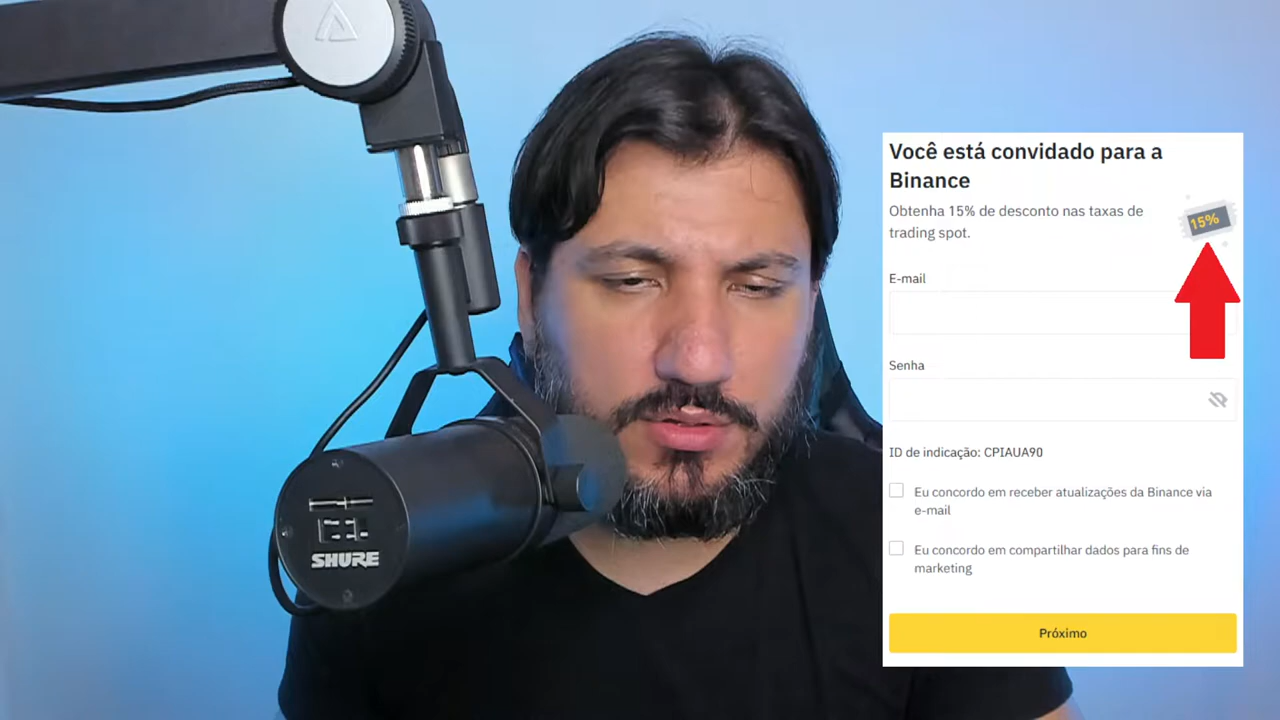 SHURE
Você está convidado para a
Binance
Obtenha 15% de desconto nas taxas de
trading spot.
15%
E-mail
Senha
ID de indicação: CPIAUA90
Eu concordo em receber atualizações da Binance via
e-mail
Eu concordo em compartilhar dados para fins de
marketing
Próximo